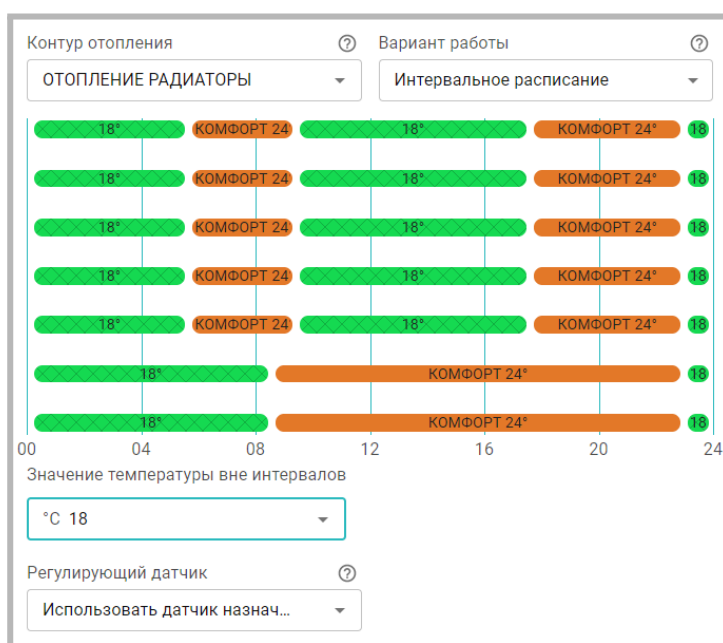 Контур отопления Вариант работы
ОТОПЛЕНИЕ РАДИАТОРЫ Интервальное расписание
18° КОМФОРТ 24 18° КОМФОРТ 24° 18
18° КОМФОРТ 24 18° КОМФОРТ 24° 18
18° КОМФОРТ 24 18° КОМФОРТ 24° 18
18° КОМФОРТ 24 18° КОМФОРТ 24° 18
18° КОМФОРТ 24 18° КОМФОРТ 24° 18
18° КОМФОРТ 24° 18
18° КОМФОРТ 24° 18
00 04 08 12 16 20 24
Значение температуры вне интервалов
°C 18
Регулирующий датчик
Использовать датчик назнач...